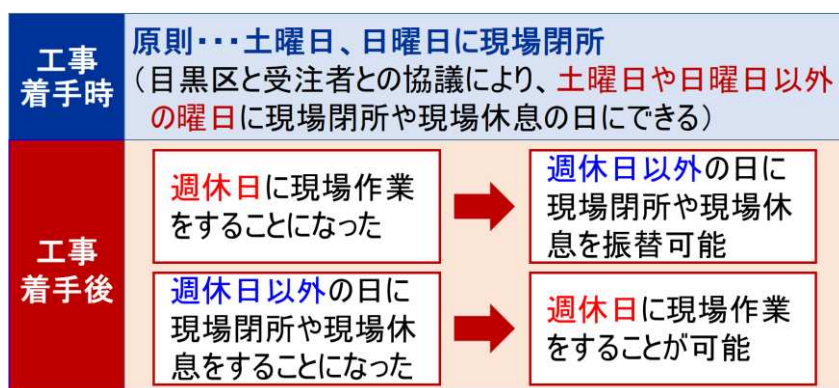 工事
着手時
原則・・・土曜日、日曜日に現場閉所
（目黒区と受注者との協議により、土曜日や日曜日以外
の曜日に現場閉所や現場休息の日にできる）
工事
着手後
週休日に現場作業
をすることになった
週休日以外の日に
現場閉所や現場休
息を振替可能
週休日以外の日に
現場閉所や現場休
息をすることになった
週休日に現場作業
をすることが可能